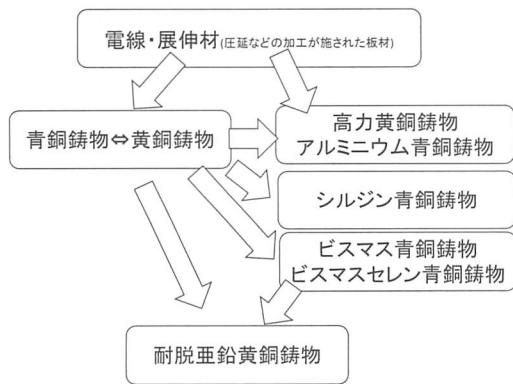 電線・展伸材(圧延などの加工が施された板材)
青銅鋳物⇔黄銅鋳物
高力黄銅鋳物
アルミニウム青銅鋳物
シルジン青銅鋳物
ビスマス青銅鋳物
ビスマスセレン青銅鋳物
耐脱亜鉛黄銅鋳物